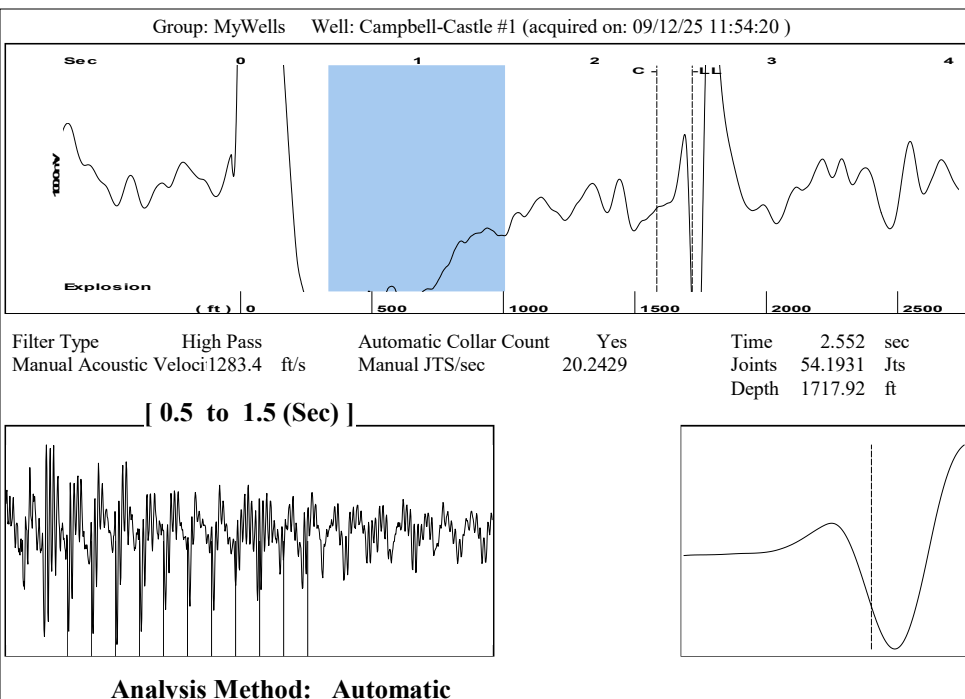 Group: MyWells Well: Campbell-Castle #1 (acquired on: 09/12/25 11:54:20 )
Sec 0 1 2 3 4
C LL
Explosion
( ft ) 0 500 1000 1500 2000 2500
Filter Type High Pass Automatic Collar Count Yes Time 2.552 sec
Manual Acoustic Veloci 1283.4 ft/s Manual JTS/sec 20.2429 Joints 54.1931 Jts
Depth 1717.92 ft
[ 0.5 to 1.5 (Sec) ]
Analysis Method: Automatic